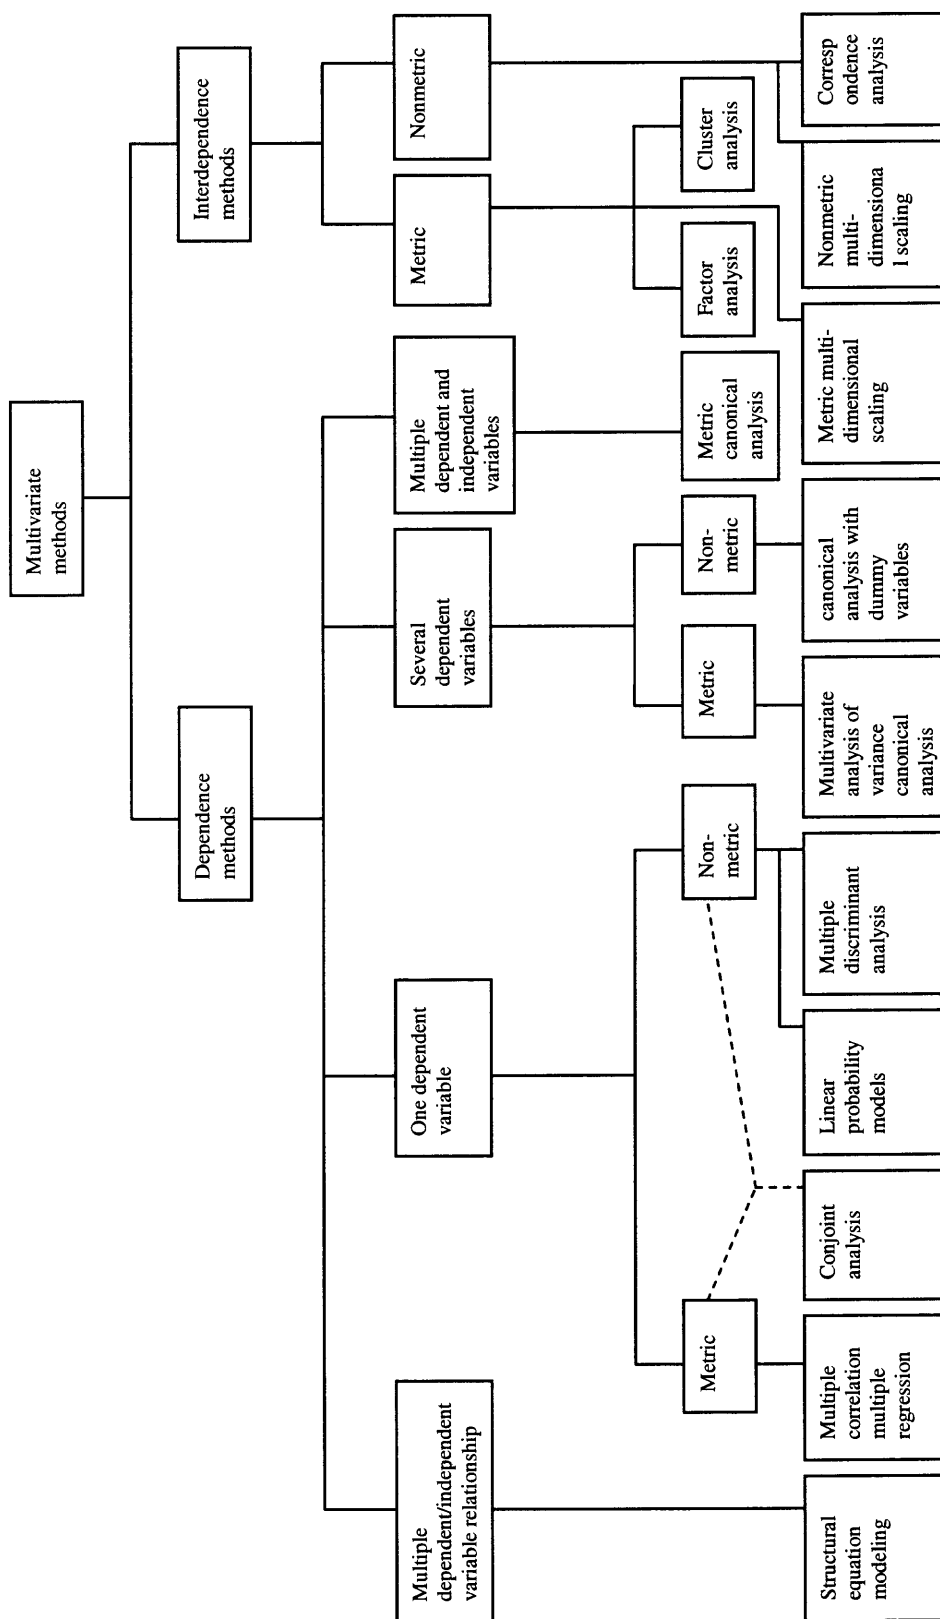 Multivariate
methods
Dependence
methods
Interdependence
methods
Multiple
dependent/independent
variable relationship
One dependent
variable
Several
dependent
variables
Multiple
dependent and
independent
variables
Metric
Nonmetric
Metric
Non-
metric
Metric
Non-
metric
Metric
canonical
analysis
Factor
analysis
Cluster
analysis
Structural
equation
modeling
Multiple
correlation
multiple
regression
Conjoint
analysis
Linear
probability
models
Multiple
discriminant
analysis
Multivariate
analysis of
variance
canonical
analysis
canonical
analysis with
dummy
variables
Metric multi-
dimensional
scaling
Nonmetric
multi-
dimensiona
l scaling
Corresp
ondence
analysis